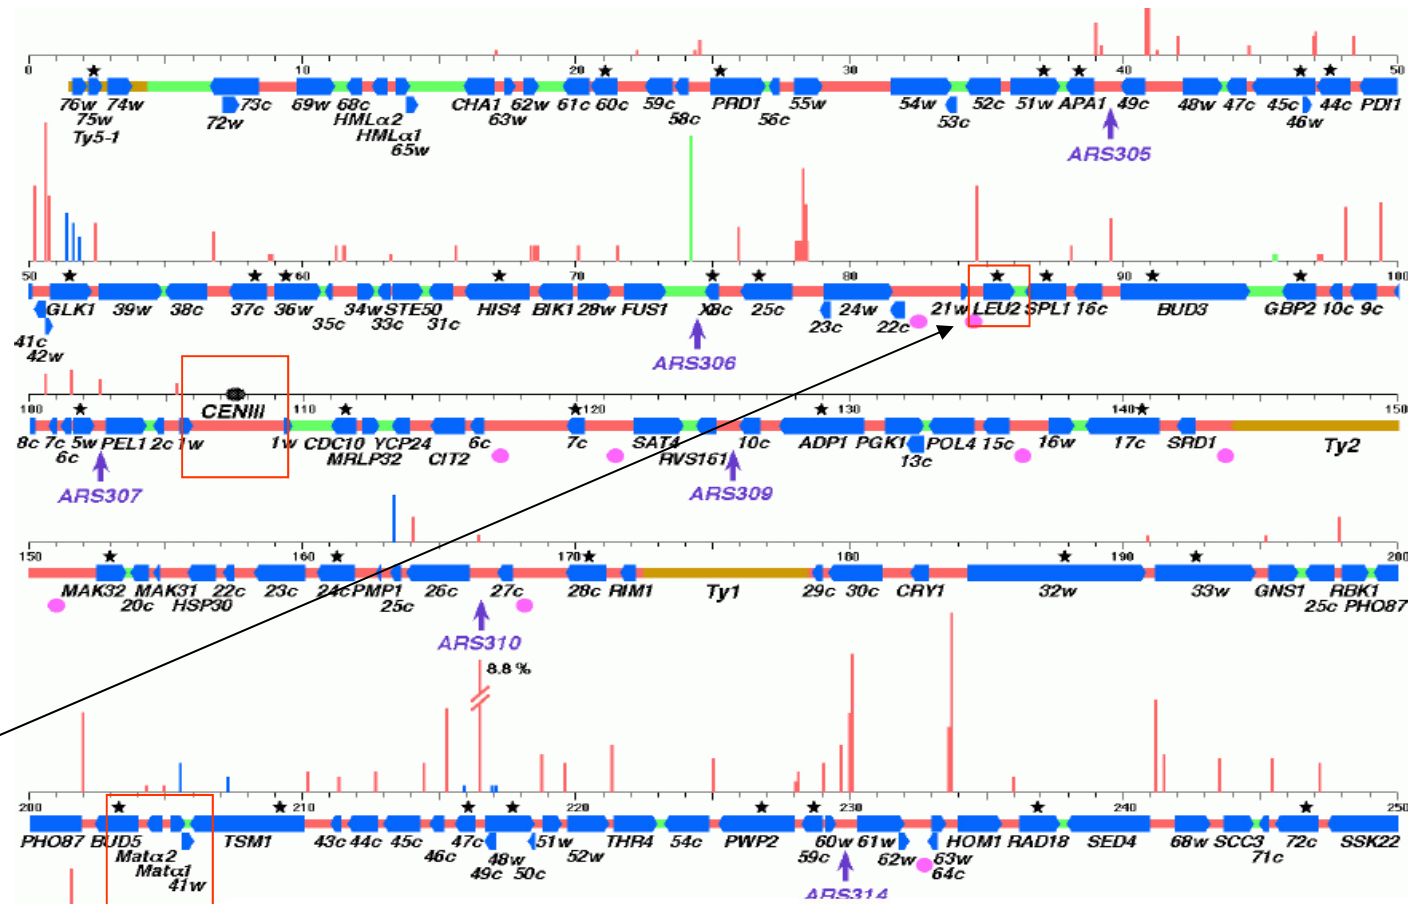 0 10 20 30 40 50
76w 74w 73c 69w 68c CHA1 62w 61c 60c 59c PRD1 55w 54w 52c 51w APA1 49c 48w 47c 45c 44c PDI1
75w 72w HMLα2 63w 58c 56c 53c 46w
Ty5-1 HMLα1
65w
ARS305
50 60 70 80 90 100
GLK1 39w 38c 37c 36w 34w STE50 HIS4 BIK1 28w FUS1 18c 25c 24w 21w LEU2 SPL1 16c BUD3 GBP2 10c 9c
41c 35c 33c 31c 23c 22c
42w
ARS306
CENIII
100 110 120 130 140 150
8c 7c 5w PEL1 2c 1w 1w CDC10 YCP24 6c 7c SAT4 10c ADP1 PGK1 POL4 15c 16w 17c SRD1 Ty2
6c MRLP32 CIT2 RVS161 13c
ARS307 ARS309
150 160 170 180 190 200
MAK32 MAK31 22c 23c 24c PMP1 26c 27c 28c RIM1 Ty1 29c 30c CRY1 32w 33w GNS1 RBK1
20c HSP30 25c 25c PHO87
ARS310
8.8 %
200 210 220 230 240 250
PHO87 BUD5 TSM1 43c 44c 45c 47c 51w THR4 54c PWP2 60w 61w HOM1 RAD18 SED4 68w SCC3 72c SSK22
Matα2 46c 48w 52w 59c 62w 63w 71c
Matα1 49c 50c 64c
41w
ARS314